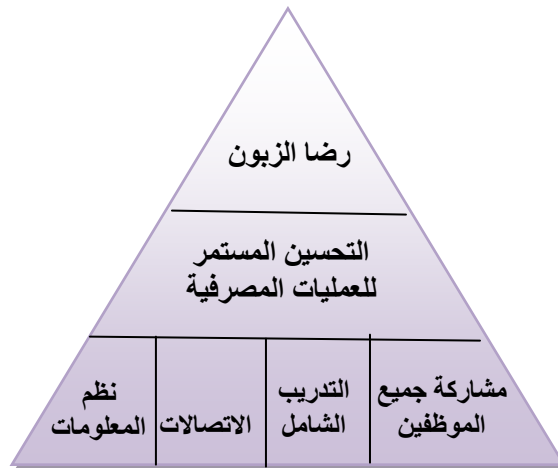 رضا الزبون
التحسين المستمر
للعمليات المصرفية
مشاركة جميع
الموظفين
التدريب
الشامل
الاتصالات
نظم
المعلومات